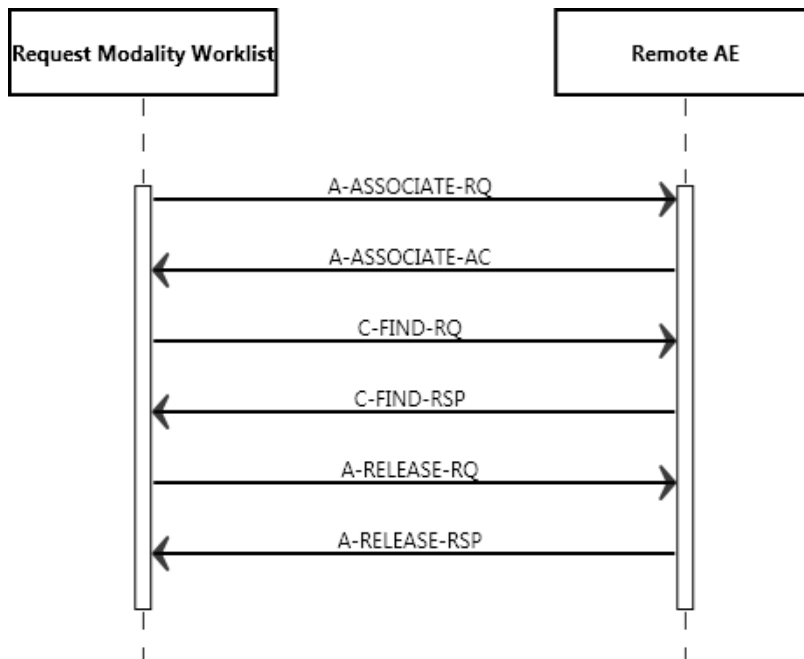 Request Modality Worklist
Remote AE
A-ASSOCIATE-RQ
A-ASSOCIATE-AC
C-FIND-RQ
C-FIND-RSP
A-RELEASE-RQ
A-RELEASE-RSP